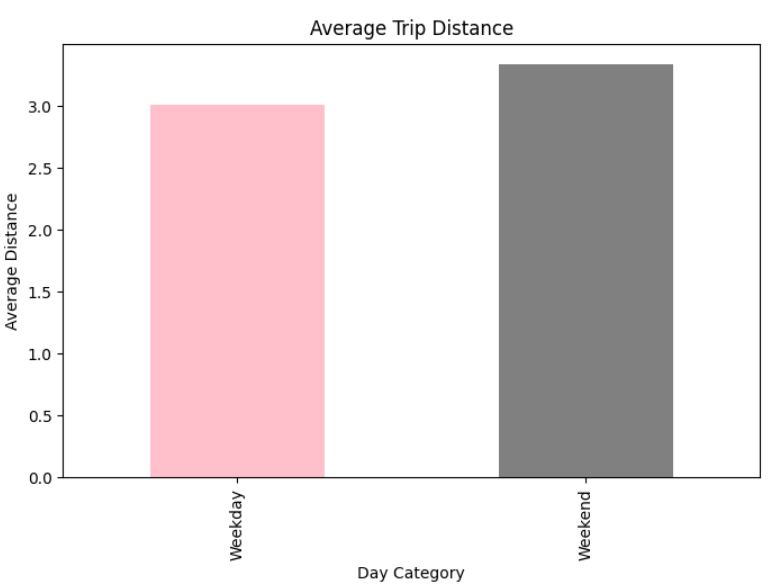 Average Trip Distance
Average Distance
3.0
2.5
2.0
1.5
1.0
0.5
0.0
Weekday
Weekend
Day Category